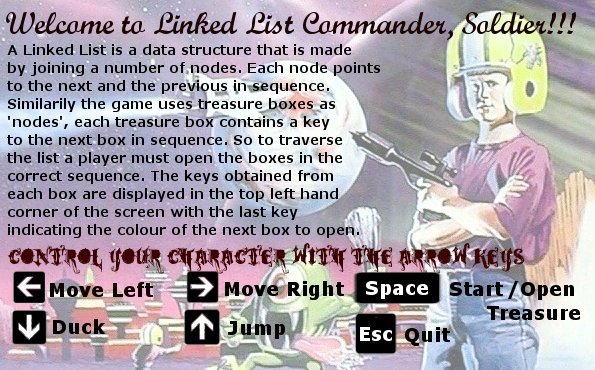 Welcome to Linked List Commander, Soldier!!!
A Linked List is a data structure that is made
by joining a number of nodes. Each node points
to the next and the previous in sequence.
Similarily the game uses treasure boxes as
'nodes', each treasure box contains a key
to the next box in sequence. So to traverse
the list a player must open the boxes in the
correct sequence. The keys obtained from
each box are displayed in the top left hand
corner of the screen with the last key
indicating the colour of the next box to open.
CONTROL YOUR CHARACTER WITH THE ARROW KEYS
← Move Left → Move Right Space Start/Open
Treasure
↓ Duck ↑ Jump Esc Quit